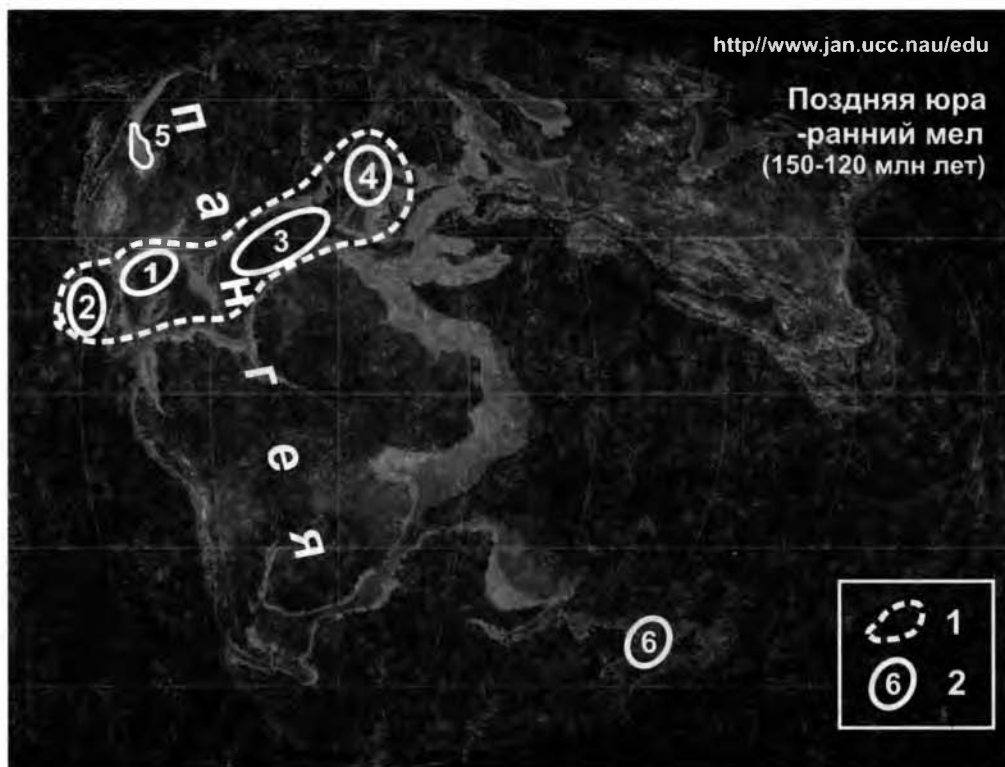 http//www.jan.ucc.nau/edu
Поздняя юра
-ранний мел
(150-120 млн лет)
П
5
а
4
3
1
Н
2
г
е
я
6
1
6
2